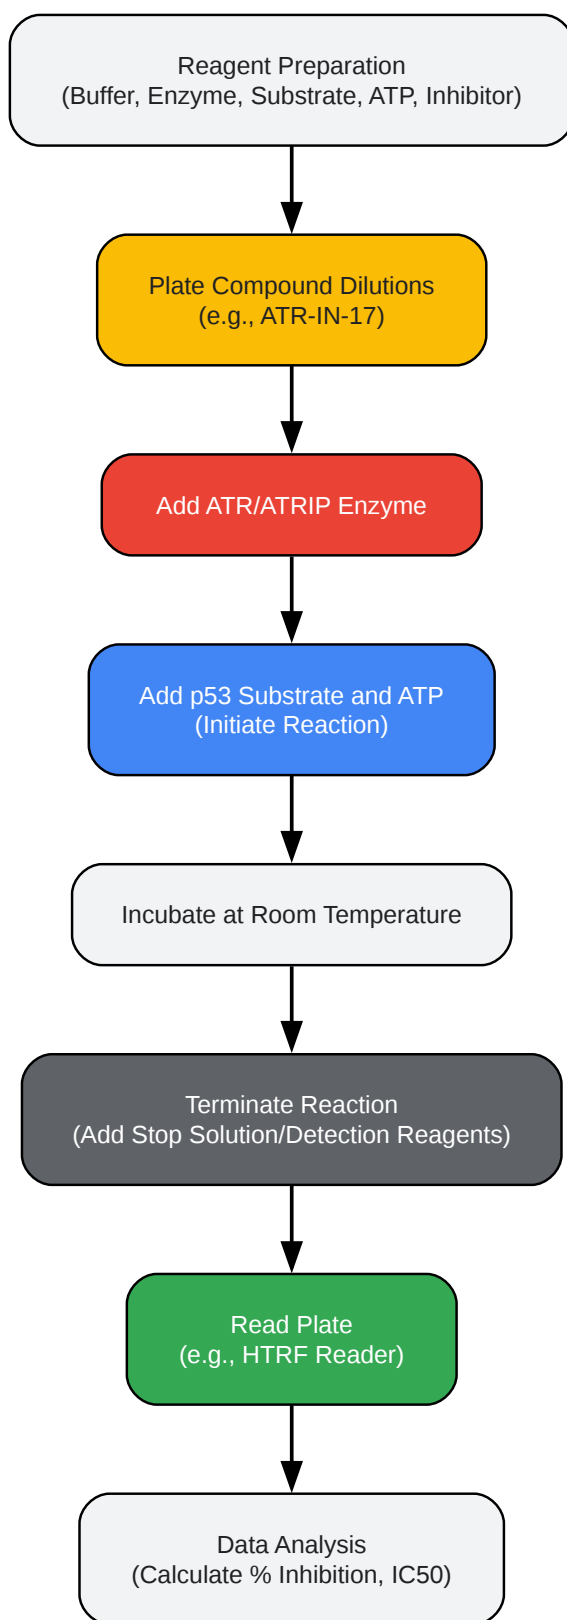 Reagent Preparation
(Buffer, Enzyme, Substrate, ATP, Inhibitor)
Plate Compound Dilutions
(e.g., ATR-IN-17)
Add ATR/ATRIP Enzyme
Add p53 Substrate and ATP
(Initiate Reaction)
Incubate at Room Temperature
Terminate Reaction
(Add Stop Solution/Detection Reagents)
Read Plate
(e.g., HTRF Reader)
Data Analysis
(Calculate % Inhibition, IC50)